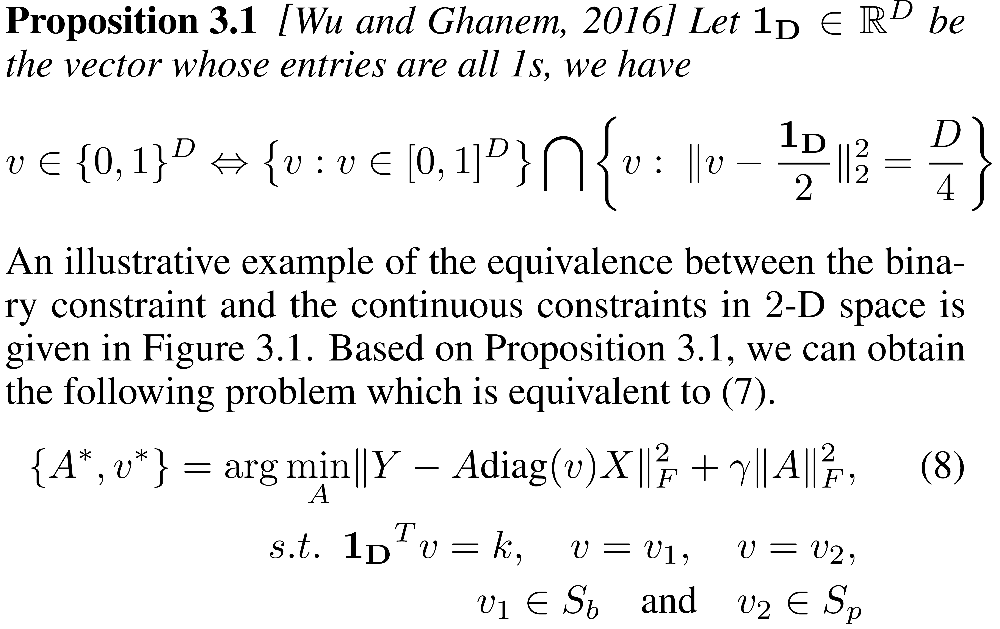 Proposition 3.1 [Wu and Ghanem, 2016] Let $\mathbf{1_D} \in \mathbb{R}^D$ be
the vector whose entries are all 1s, we have
$v \in \{0, 1\}^D \Leftrightarrow \{v : v \in [0, 1]^D\} \bigcap \left\{v : \|v - \frac{\mathbf{1_D}}{2}\|_2^2 = \frac{D}{4}\right\}$
An illustrative example of the equivalence between the bina-
ry constraint and the continuous constraints in 2-D space is
given in Figure 3.1. Based on Proposition 3.1, we can obtain
the following problem which is equivalent to (7).
$\{A^*, v^*\} = \arg\min_A \|Y - A\mathrm{diag}(v)X\|_F^2 + \gamma\|A\|_F^2,$ (8)
$s.t. \ \mathbf{1_D}^T v = k, \quad v = v_1, \quad v = v_2,$
$v_1 \in S_b \quad \text{and} \quad v_2 \in S_p$